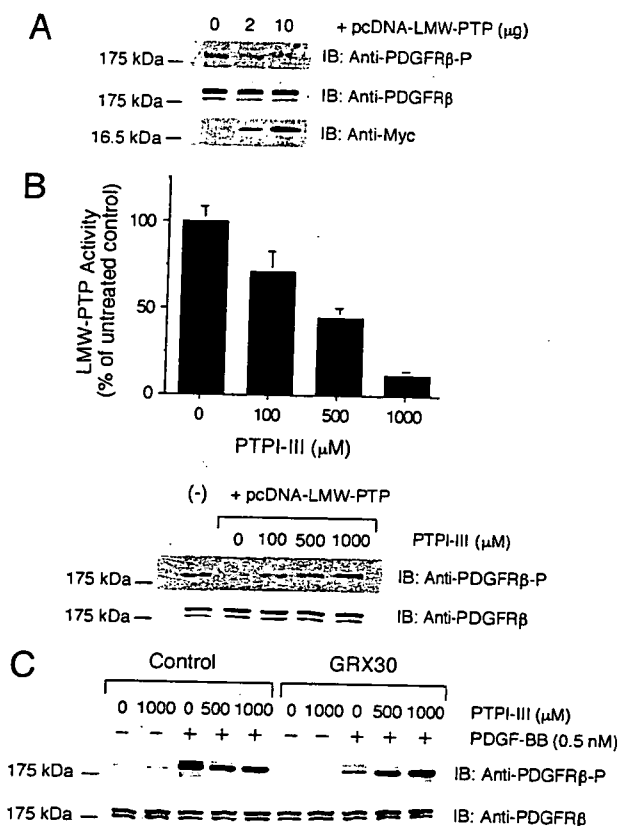 A
0 2 10 + pcDNA-LMW-PTP (μg)
175 kDa IB: Anti-PDGFRβ-P
175 kDa IB: Anti-PDGFRβ
16.5 kDa IB: Anti-Myc
B
LMW-PTP Activity
(% of untreated control)
100
50
0
0 100 500 1000
PTPI-III (μM)
(-) + pcDNA-LMW-PTP
0 100 500 1000 PTPI-III (μM)
175 kDa IB: Anti-PDGFRβ-P
175 kDa IB: Anti-PDGFRβ
C
Control GRX30
0 1000 0 500 1000 0 1000 0 500 1000 PTPI-III (μM)
− − + + + − − + + + PDGF-BB (0.5 nM)
175 kDa IB: Anti-PDGFRβ-P
175 kDa IB: Anti-PDGFRβ